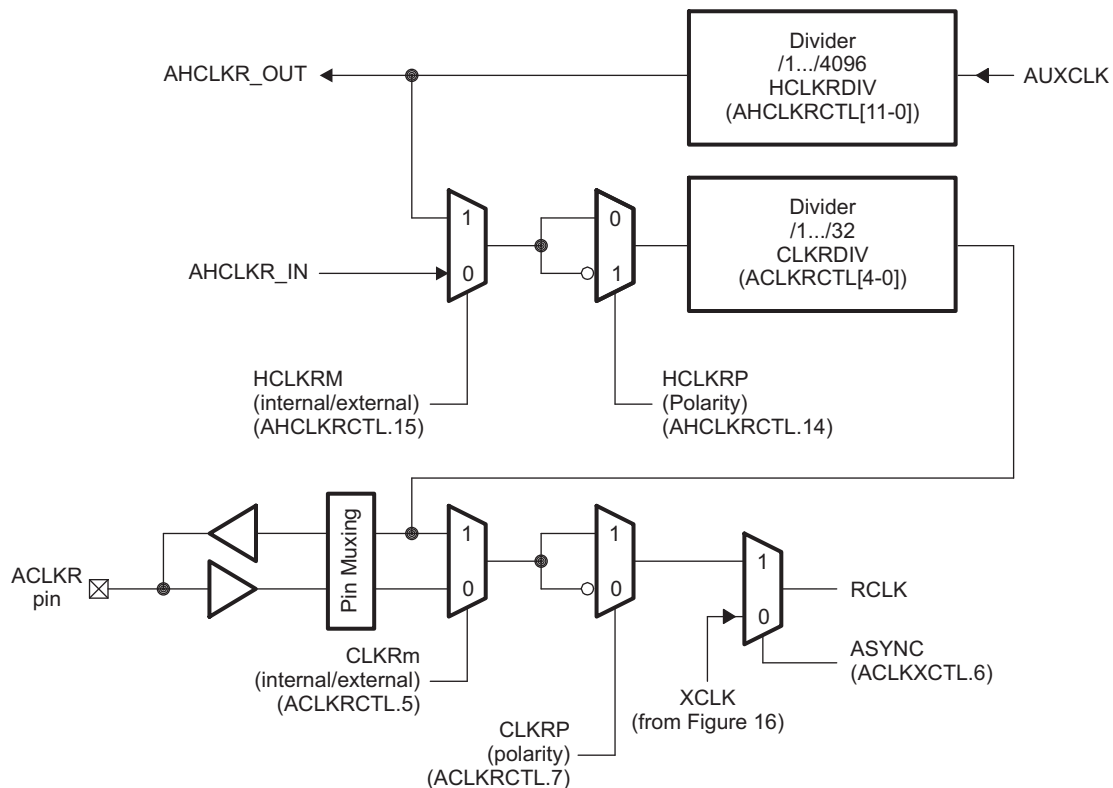 Divider
/1.../4096
HCLKRDIV
(AHCLKRCTL[11-0])
AHCLKR_OUT
AUXCLK
Divider
/1.../32
CLKRDIV
(ACLKRCTL[4-0])
1
0
0
1
AHCLKR_IN
HCLKRM
(internal/external)
(AHCLKRCTL.15)
HCLKRP
(Polarity)
(AHCLKRCTL.14)
Pin Muxing
1
0
1
0
1
0
ACLKR
pin
RCLK
CLKRm
(internal/external)
(ACLKRCTL.5)
ASYNC
(ACLKXCTL.6)
XCLK
(from Figure 16)
CLKRP
(polarity)
(ACLKRCTL.7)